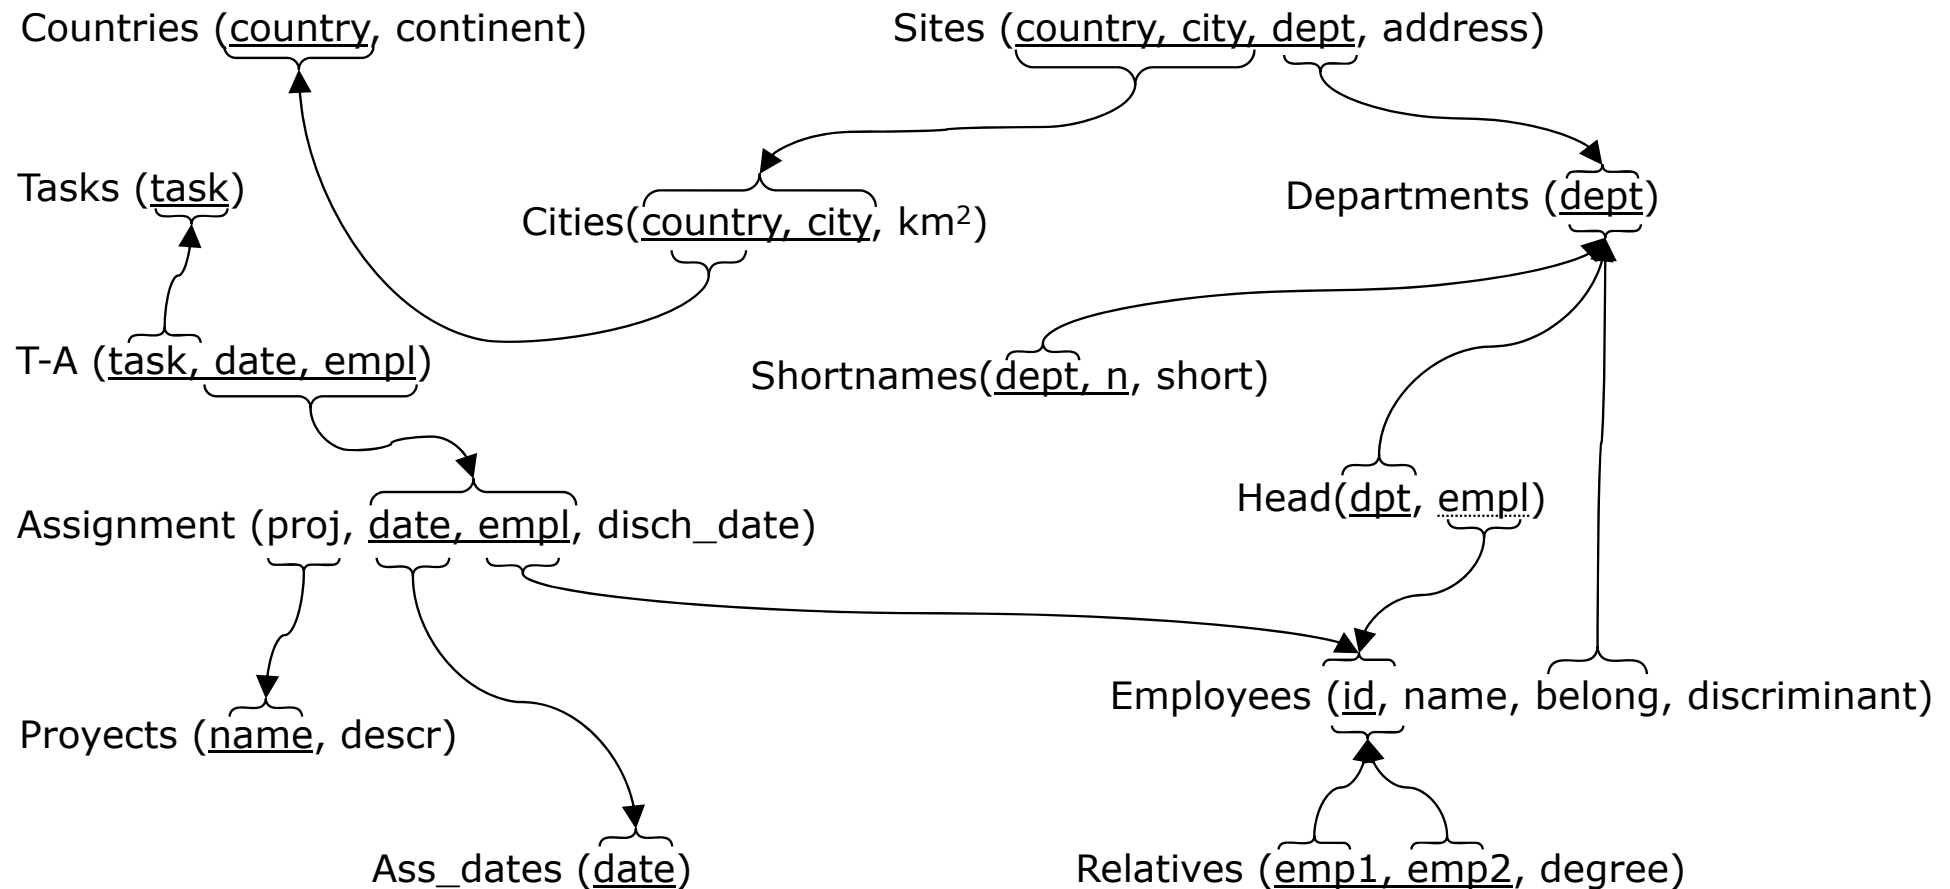 Countries (country, continent)
Sites (country, city, dept, address)
Tasks (task)
Cities(country, city, km²)
Departments (dept)
T-A (task, date, empl)
Shortnames(dept, n, short)
Head(dpt, empl)
Assignment (proj, date, empl, disch_date)
Employees (id, name, belong, discriminant)
Proyects (name, descr)
Ass_dates (date)
Relatives (emp1, emp2, degree)